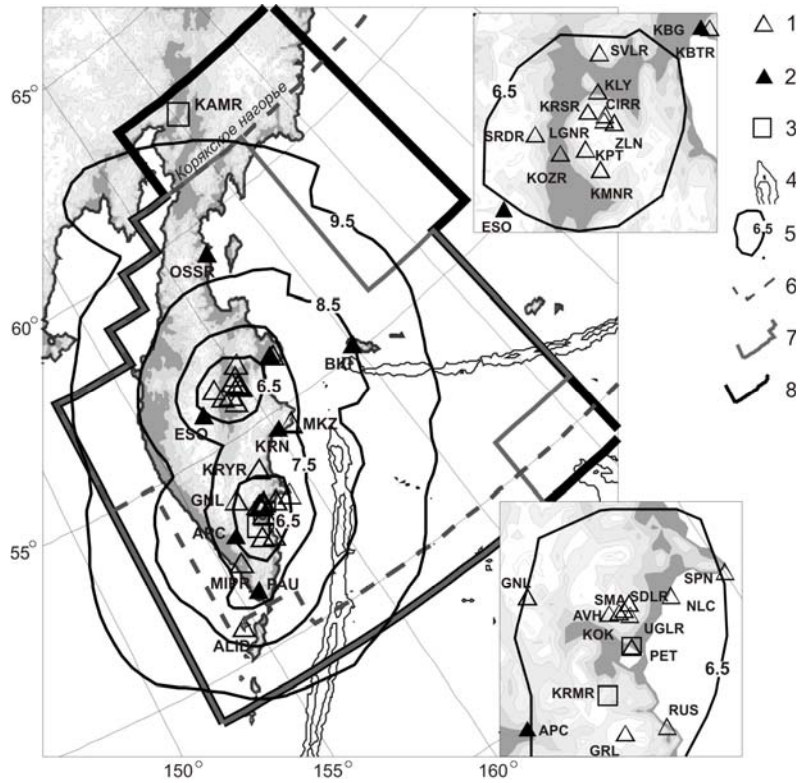 KAMR
Корякское нагорье
OSSR
9.5
8.5
6.5
BKI
ESO
KRN
MKZ
KRYR
7.5
GNL
6.5
APC
MIPR
PAU
ALID
65°
60°
55°
150°
155°
160°
KBG
KBTR
SVLR
6.5
KLY
CIRR
KRSR
SRDR
LGNR
ZLN
KPT
KOZR
KMNR
ESO
SPN
GNL
SMA
SDLR
NLC
AVH
UGLR
KOK
PET
6.5
KRMR
RUS
APC
GRL
1
2
3
4
6.5
5
6
7
8